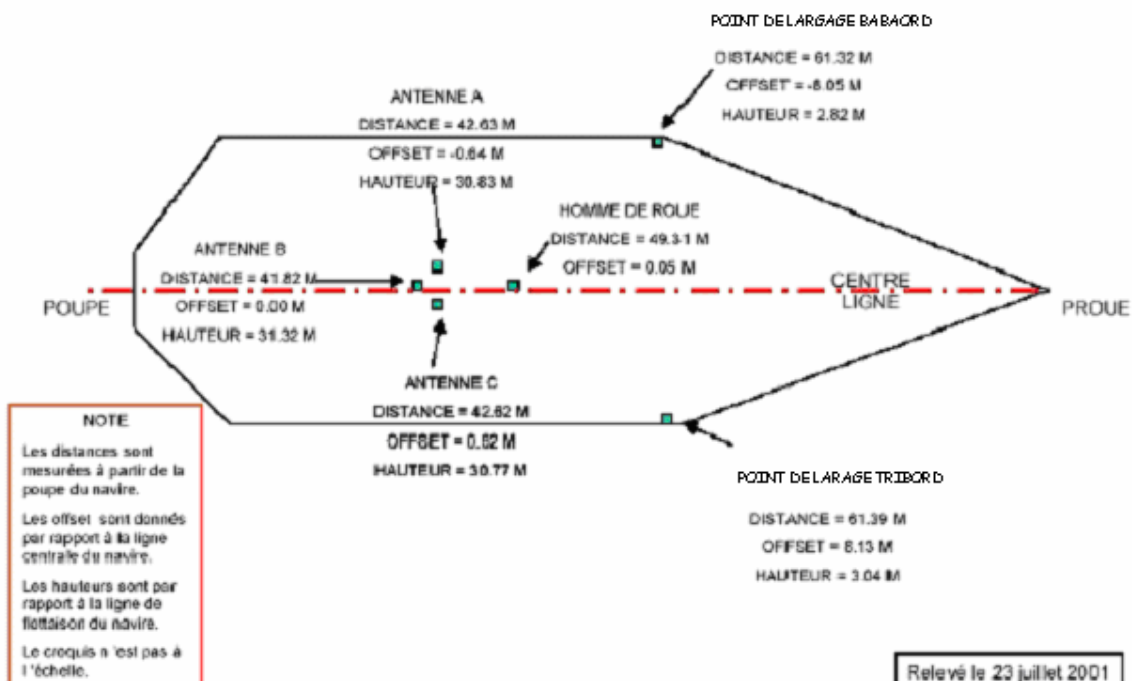 POINT DE LARGAGE BABAORD
DISTANCE = 61.32 M
OFFSET = -8.05 M
HAUTEUR = 2.82 M
ANTENNE A
DISTANCE = 42.63 M
OFFSET = -0.64 M
HAUTEUR = 30.83 M
HOMME DE ROUE
DISTANCE = 49.31 M
OFFSET = 0.05 M
ANTENNE B
DISTANCE = 41.82 M
OFFSET = 0.00 M
HAUTEUR = 31.32 M
POUPE
CENTRE
LIGNE
PROUE
ANTENNE C
DISTANCE = 42.62 M
OFFSET = 0.62 M
HAUTEUR = 30.77 M
POINT DE LARAGE TRIBORD
DISTANCE = 61.39 M
OFFSET = 8.13 M
HAUTEUR = 3.04 M
NOTE
Les distances sont
mesurées à partir de la
poupe du navire.
Les offset sont donnés
par rapport à la ligne
centrale du navire.
Les hauteurs sont par
rapport à la ligne de
flottaison du navire.
Le croquis n 'est pas à
l 'échelle.
Relevé le 23 juillet 2001